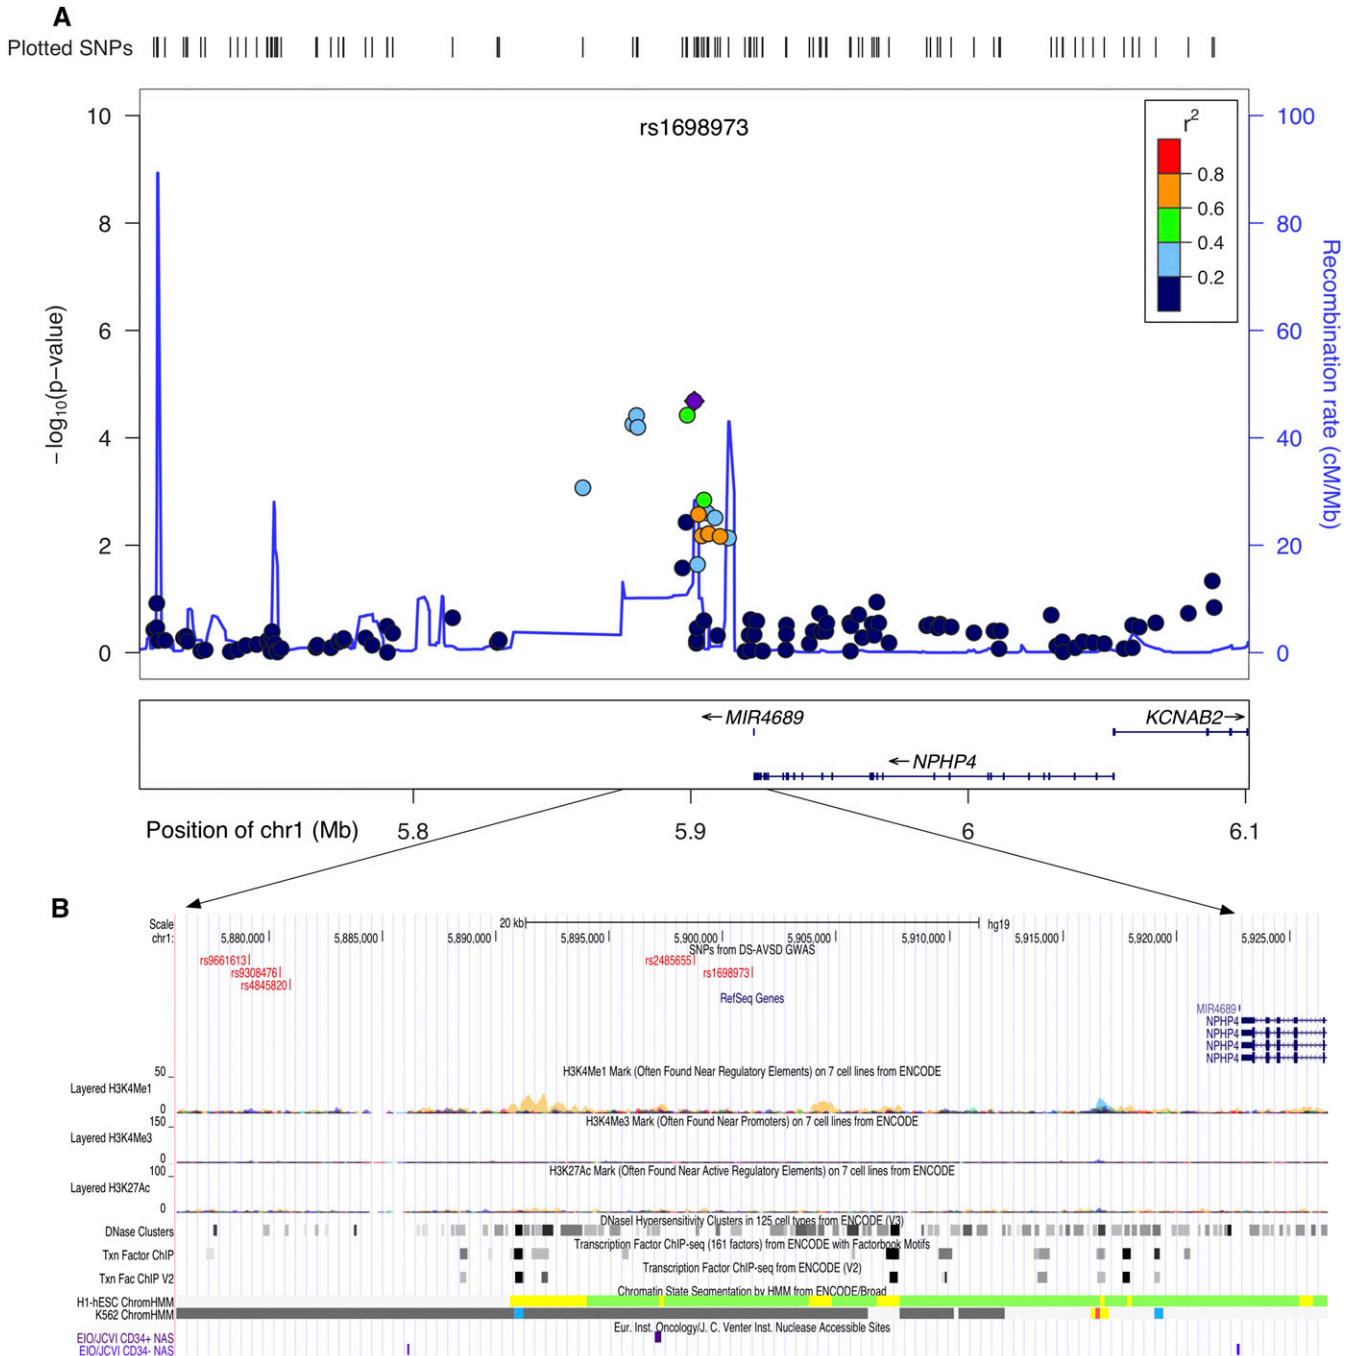 A
Plotted SNPs
rs1698973
r2
0.8
0.6
0.4
0.2
10
8
6
4
2
0
−log10(p−value)
100
80
60
40
20
0
Recombination rate (cM/Mb)
←MIR4689
KCNAB2→
←NPHP4
5.8
5.9
6
6.1
Position of chr1 (Mb)
B
Scale
20 kb
hg19
chr1:
5,880,000
5,885,000
5,890,000
5,895,000
5,900,000
5,905,000
5,910,000
5,915,000
5,920,000
5,925,000
SNPs from DS-AVSD GWAS
rs9661613
rs9308476
rs4845820
rs2485655
rs1698973
RefSeq Genes
MIR4689
NPHP4
NPHP4
NPHP4
NPHP4
H3K4Me1 Mark (Often Found Near Regulatory Elements) on 7 cell lines from ENCODE
50
Layered H3K4Me1
0
H3K4Me3 Mark (Often Found Near Promoters) on 7 cell lines from ENCODE
150
Layered H3K4Me3
0
H3K27Ac Mark (Often Found Near Active Regulatory Elements) on 7 cell lines from ENCODE
100
Layered H3K27Ac
0
DNaseI Hypersensitivity Clusters in 125 cell types from ENCODE (V3)
DNase Clusters
Transcription Factor ChIP-seq (161 factors) from ENCODE with Factorbook Motifs
Txn Factor ChIP
Transcription Factor ChIP-seq from ENCODE (V2)
Txn Fac ChIP V2
Chromatin State Segmentation by HMM from ENCODE/Broad
H1-hESC ChromHMM
K562 ChromHMM
Eur. Inst. Oncology/J. C. Venter Inst. Nuclease Accessible Sites
EIO/JCVI CD34+ NAS
EIO/JCVI CD34- NAS